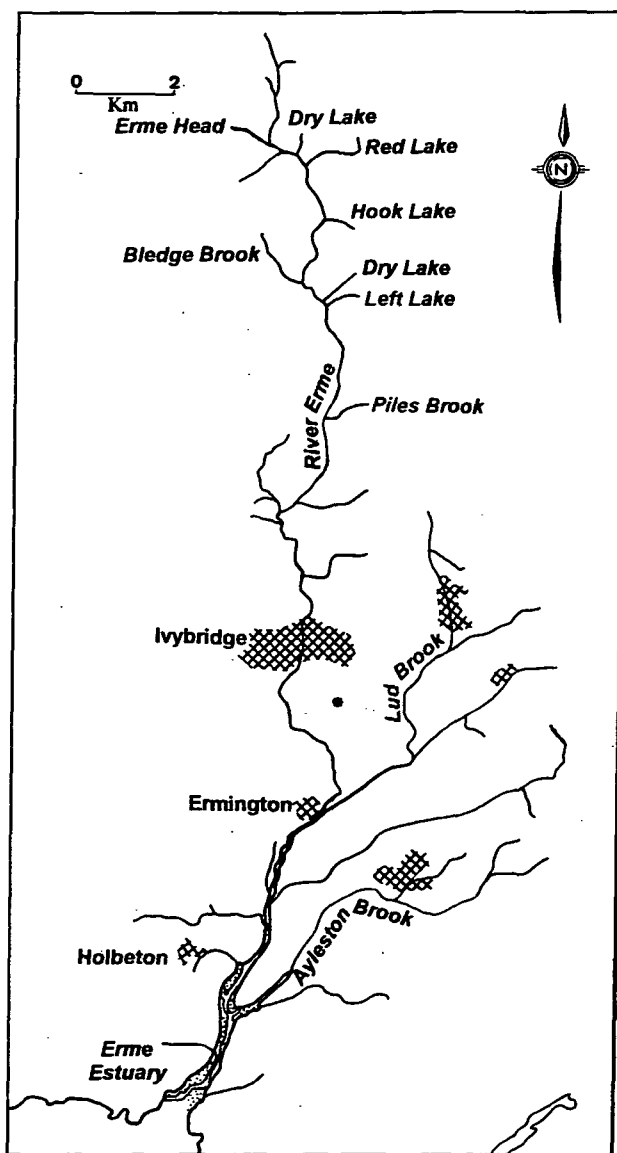 0 2
Km
Erme Head
Dry Lake
Red Lake
N
Hook Lake
Bledge Brook
Dry Lake
Left Lake
River Erme
Piles Brook
Ivybridge
Lud Brook
Ermington
Ayleston Brook
Holbeton
Erme
Estuary